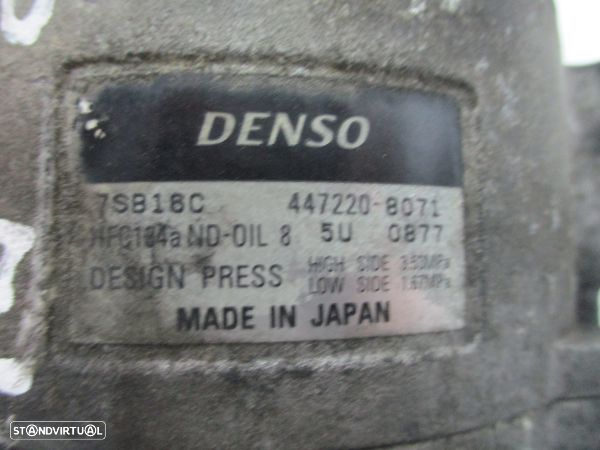 DENSO
7SB16C 447220-8071
HFC134a ND-OIL 8 5U 0877
DESIGN PRESS HIGH SIDE 3.53MPa
LOW SIDE 1.67MPa
MADE IN JAPAN
STANDVIRTUAL